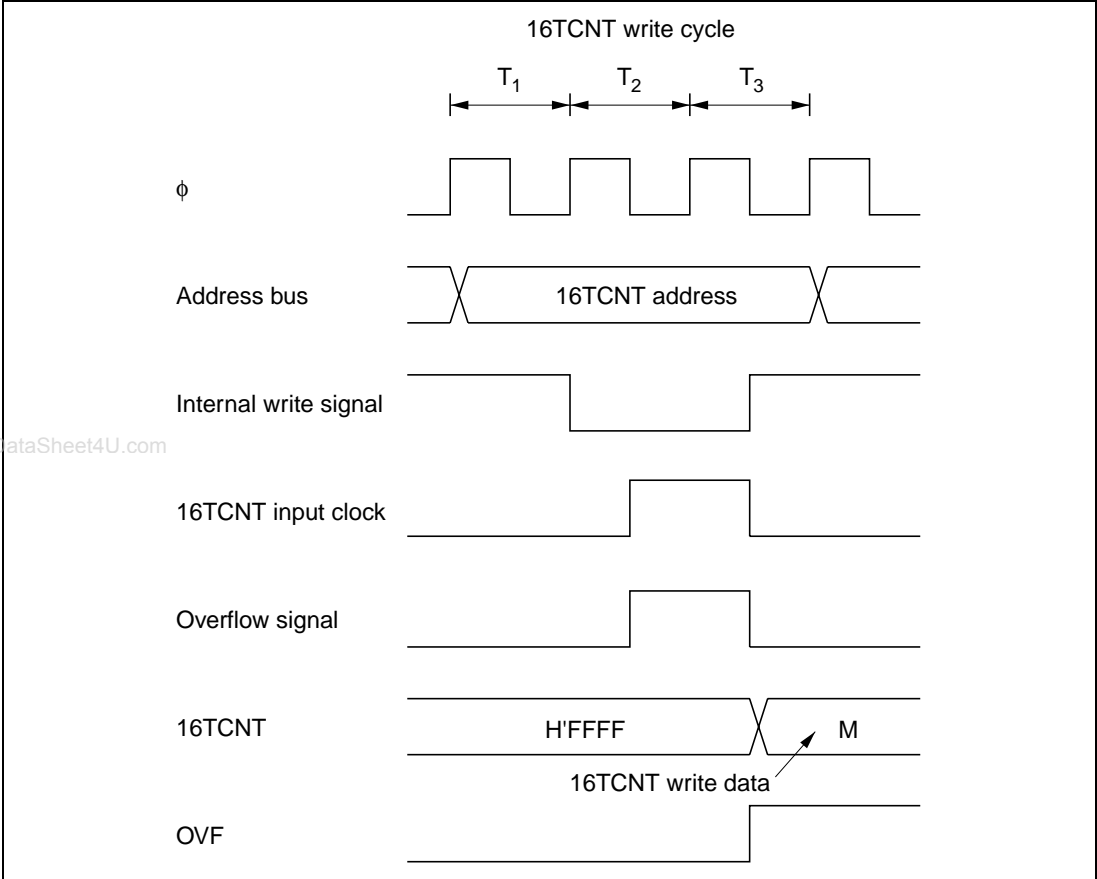 16TCNT write cycle
T1 T2 T3
ϕ
Address bus 16TCNT address
Internal write signal
ataSheet4U.com
16TCNT input clock
Overflow signal
16TCNT H'FFFF M
16TCNT write data
OVF